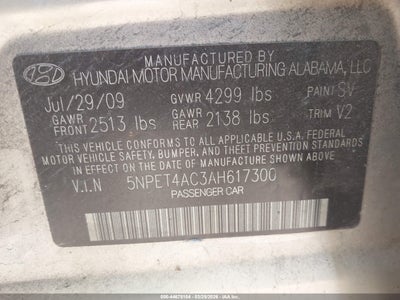 MANUFACTURED BY
HYUNDAI MOTOR MANUFACTURING ALABAMA, LLC
Jul/29/09 GVWR 4299 lbs PAINT SV
GAWR FRONT 2513 lbs GAWR REAR 2138 lbs TRIM V2
THIS VEHICLE CONFORMS TO ALL APPLICABLE U.S. FEDERAL
MOTOR VEHICLE SAFETY, BUMPER, AND THEFT PREVENTION
STANDARDS IN EFFECT ON THE DATE OF MANUFACTURE
SHOWN ABOVE.
V.I.N 5NPET4AC3AH617300
PASSENGER CAR